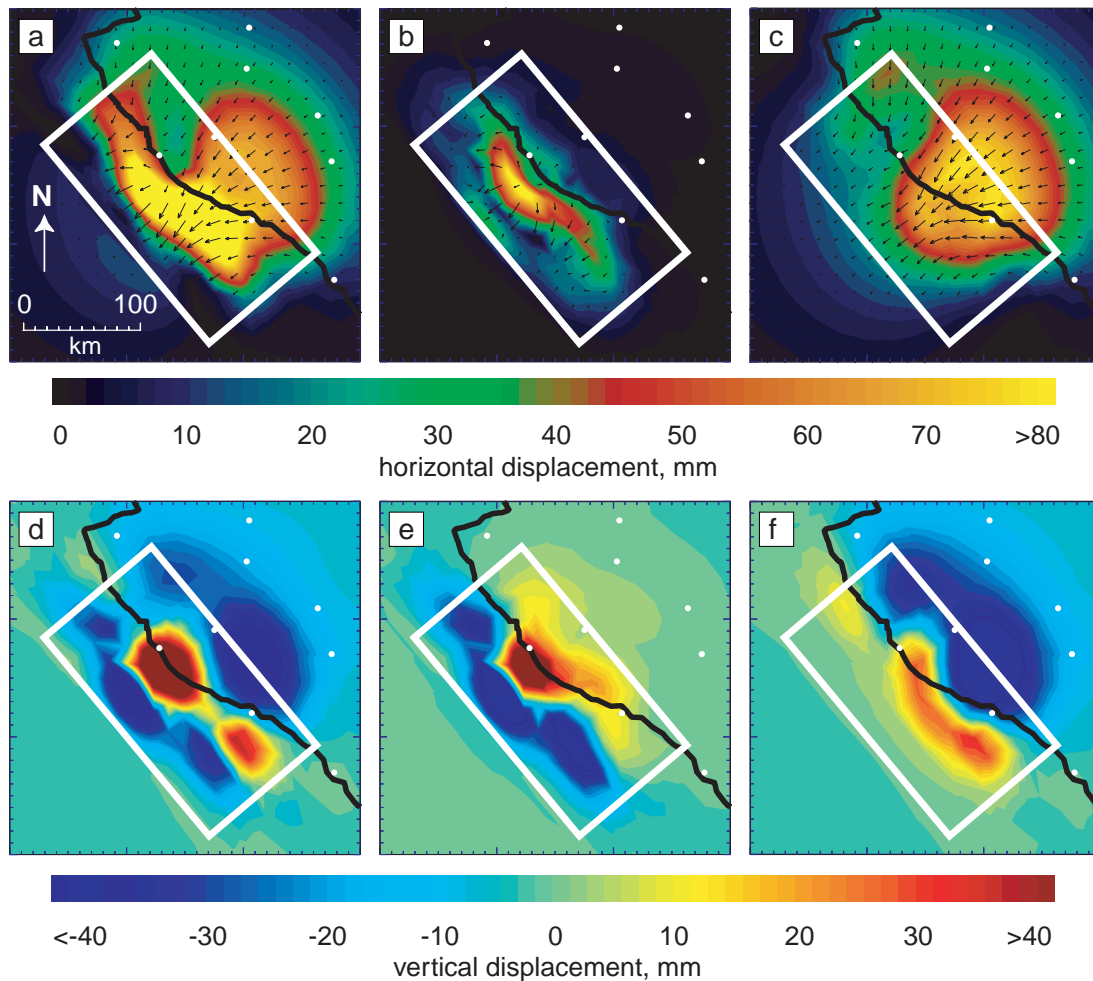 a
b
c
N
0 100
km
0 10 20 30 40 50 60 70 >80
horizontal displacement, mm
d
e
f
<-40 -30 -20 -10 0 10 20 30 >40
vertical displacement, mm